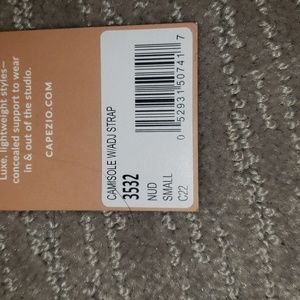 Luxe, lightweight styles—
concealed support to wear
in & out of the studio.
CAPEZIO.COM
CAMISOLE W/ADJ STRAP
3532
NUD
SMALL
C22
0 52931 50741 7